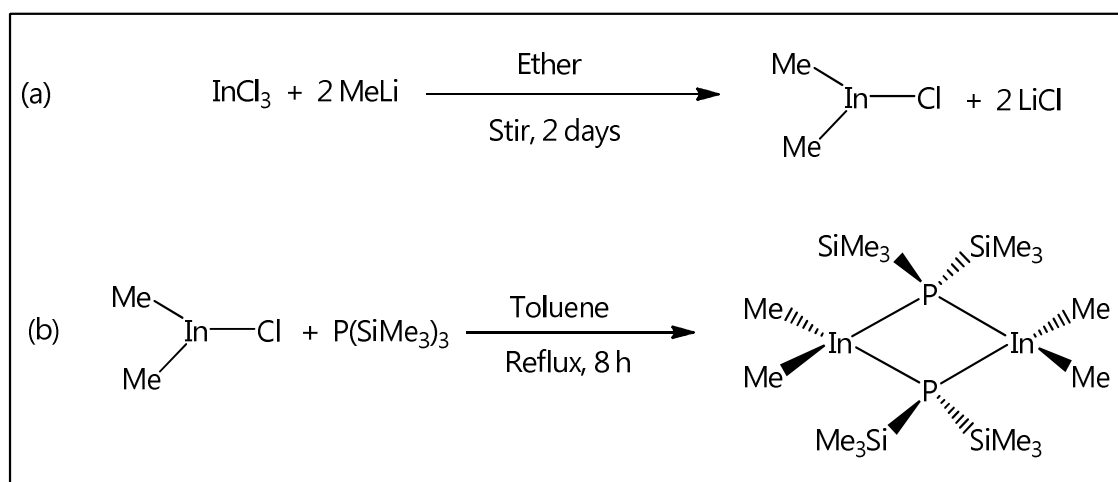 (a) InCl₃ + 2 MeLi Ether Stir, 2 days Me In Cl Me + 2 LiCl
(b) Me In Cl Me + P(SiMe₃)₃ Toluene Reflux, 8 h SiMe₃ SiMe₃ P Me Me In In Me Me P Me₃Si SiMe₃